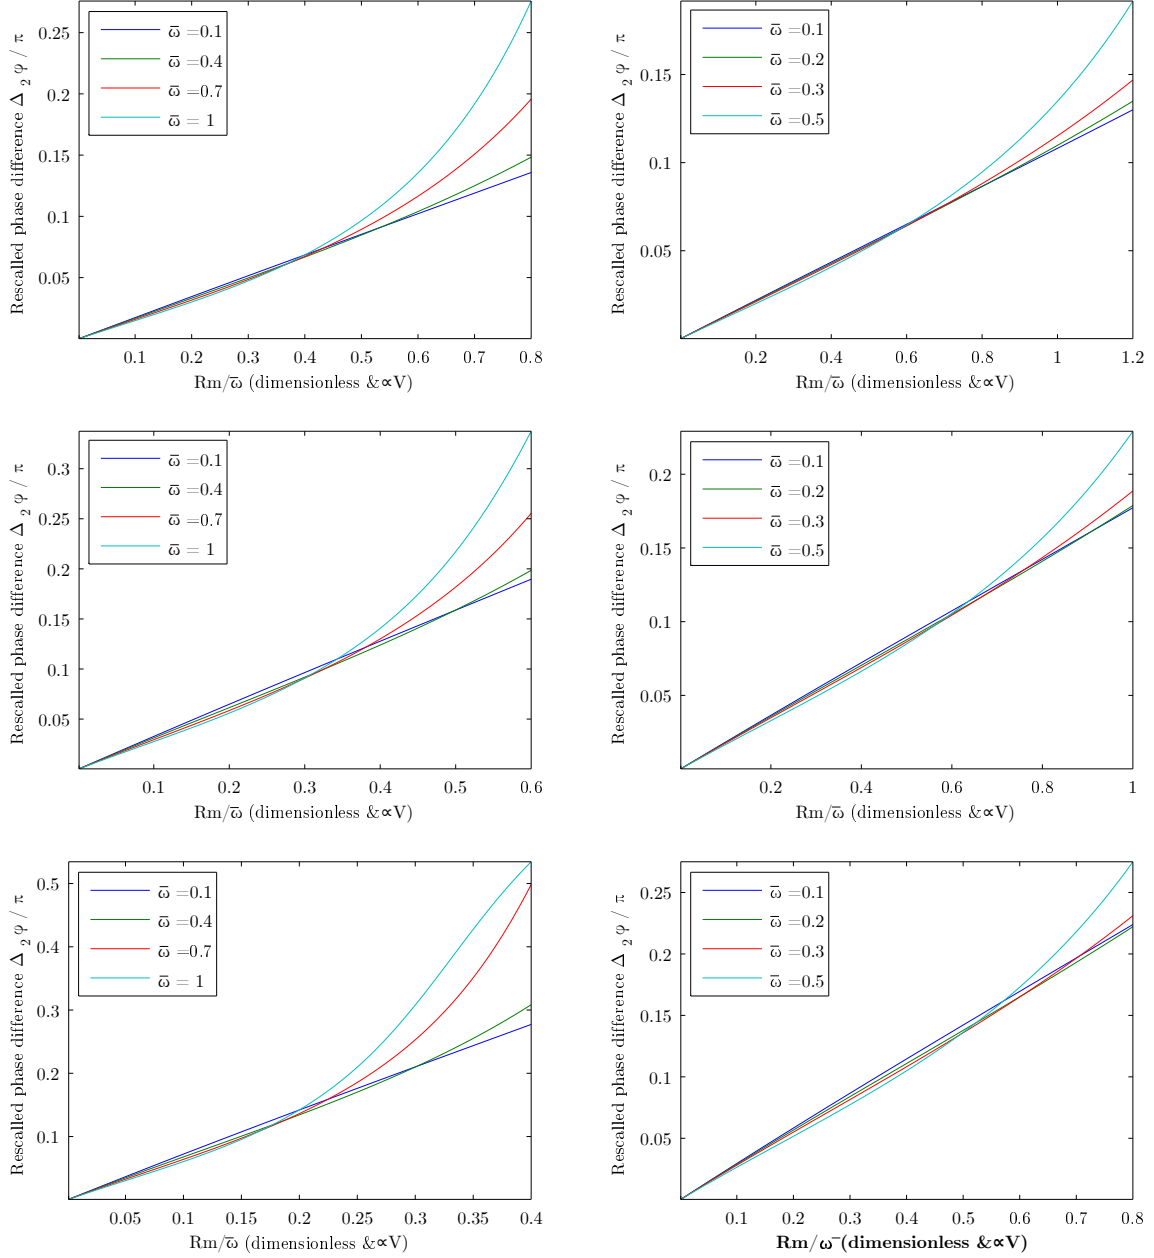 Rescalled phase difference Δ 2 φ / π
0.25
0.2
0.15
0.1
0.05
ω̅ =0.1
ω̅ =0.4
ω̅ =0.7
ω̅ = 1
0.1 0.2 0.3 0.4 0.5 0.6 0.7 0.8
Rm/ω̅ (dimensionless &∝V)
Rescalled phase difference Δ 2 φ / π
0.15
0.1
0.05
ω̅ =0.1
ω̅ =0.2
ω̅ =0.3
ω̅ =0.5
0.2 0.4 0.6 0.8 1 1.2
Rm/ω̅ (dimensionless &∝V)
Rescalled phase difference Δ 2 φ / π
0.3
0.25
0.2
0.15
0.1
0.05
ω̅ =0.1
ω̅ =0.4
ω̅ =0.7
ω̅ = 1
0.1 0.2 0.3 0.4 0.5 0.6
Rm/ω̅ (dimensionless &∝V)
Rescalled phase difference Δ 2 φ / π
0.2
0.15
0.1
0.05
ω̅ =0.1
ω̅ =0.2
ω̅ =0.3
ω̅ =0.5
0.2 0.4 0.6 0.8 1
Rm/ω̅ (dimensionless &∝V)
Rescalled phase difference Δ 2 φ / π
0.5
0.4
0.3
0.2
0.1
ω̅ =0.1
ω̅ =0.4
ω̅ =0.7
ω̅ = 1
0.05 0.1 0.15 0.2 0.25 0.3 0.35 0.4
Rm/ω̅ (dimensionless &∝V)
Rescalled phase difference Δ 2 φ / π
0.25
0.2
0.15
0.1
0.05
ω̅ =0.1
ω̅ =0.2
ω̅ =0.3
ω̅ =0.5
0.1 0.2 0.3 0.4 0.5 0.6 0.7 0.8
Rm/ω¯(dimensionless &∝V)